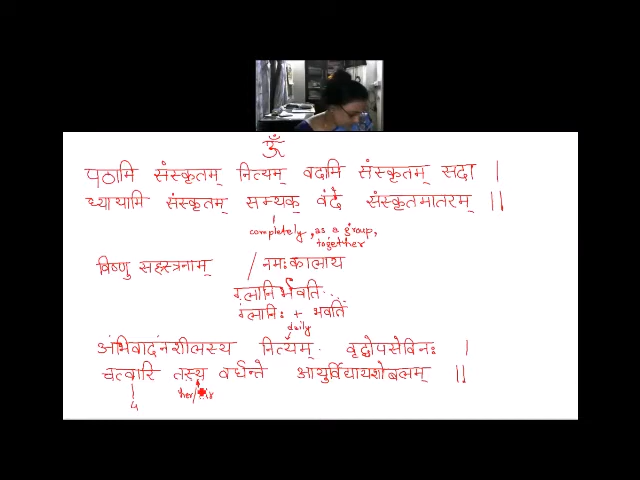 ॐ
पठामि संस्कृतम् नित्यम् वदामि संस्कृतम् सदा |
ध्यायामि संस्कृतम् सम्यक् वंदे संस्कृतमातरम् ||
completely, as a group,
together
विष्णु सहस्त्रनाम् / नमःकालाय
ग्लानिर्भवति...
ग्लानिः + भवति
daily
अभिवादनशीलस्य नित्यम् वृद्धोपसेविनः |
चत्वारि तस्य वर्धन्ते आयुर्विद्यायशोबलम् ||
her/